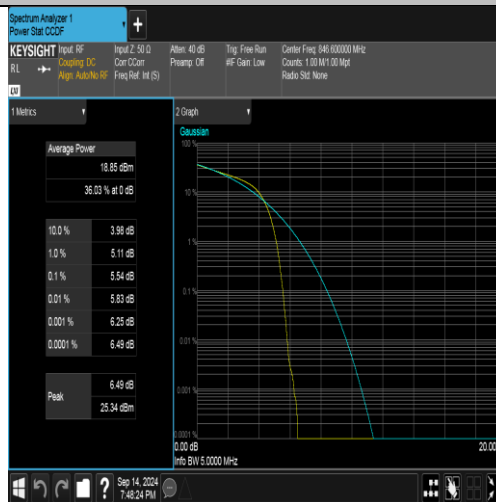 Spectrum Analyzer 1
Power Stat CCDF
+
KEYSIGHT Input: RF Input Z: 50 Ω Atten: 40 dB Trig: Free Run Center Freq: 846.600000 MHz
RL Coupling: DC Corr CCorr Preamp: Off #IF Gain: Low Counts: 1.00 M/1.00 Mpt
Align: Auto/No RF Freq Ref: Int (S) Radio Std: None
LXI
1 Metrics
2 Graph
Gaussian
Average Power
18.85 dBm
36.03 % at 0 dB
10.0 % 3.98 dB
1.0 % 5.11 dB
0.1 % 5.54 dB
0.01 % 5.83 dB
0.001 % 6.25 dB
0.0001 % 6.49 dB
Peak 6.49 dB
25.34 dBm
100 %
10 %
1 %
0.1 %
0.01 %
0.001 %
0.0001 %
0.00 dB 20.00
Info BW 5.0000 MHz
? Sep 14, 2024
7:48:24 PM